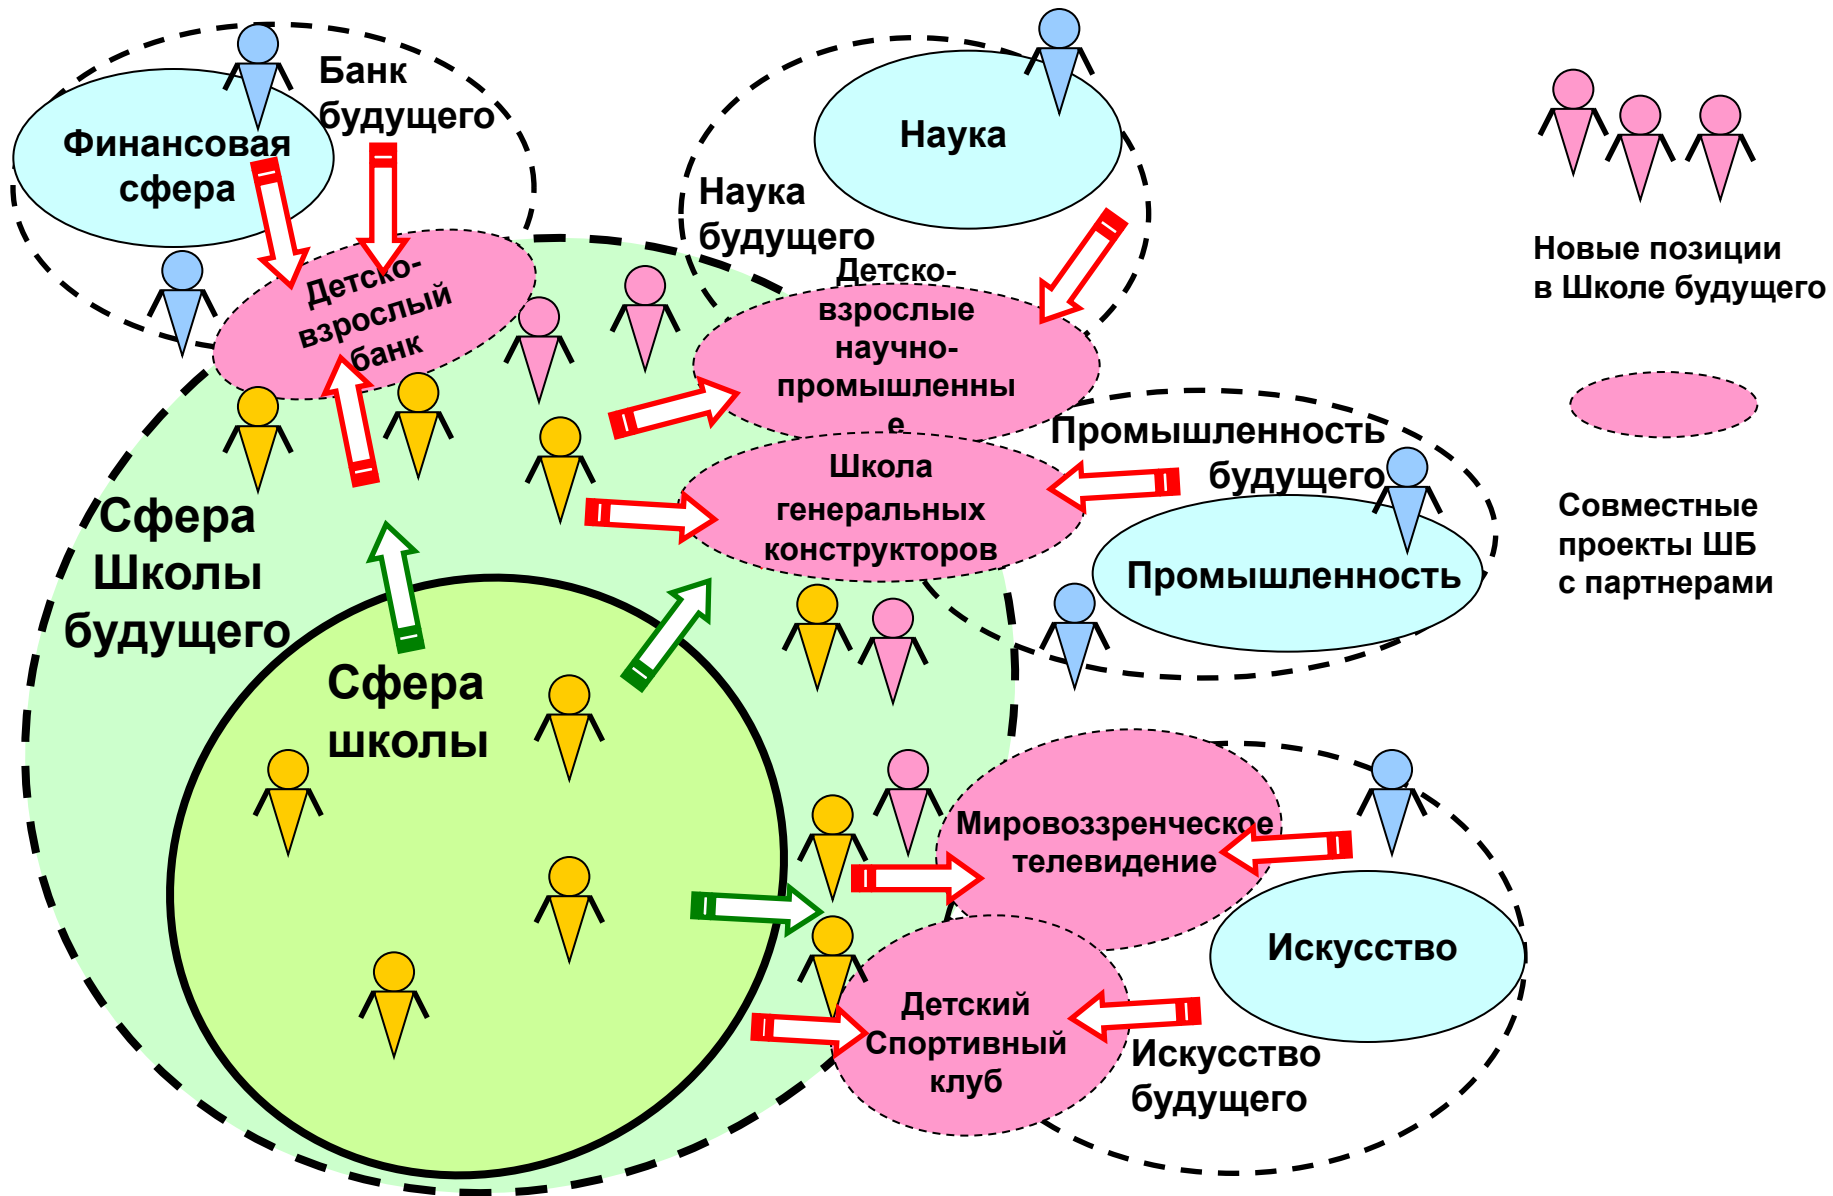 Банк
будущего
Финансовая
сфера
Наука
Наука
будущего
Новые позиции
в Школе будущего
Детско-
взрослый
банк
Детско-
взрослые
научно-
промышленны
е
Промышленность
будущего
Школа
генеральных
конструкторов
Промышленность
Совместные
проекты ШБ
с партнерами
Сфера
Школы
будущего
Сфера
школы
Мировоззренческое
телевидение
Искусство
Детский
Спортивный
клуб
Искусство
будущего